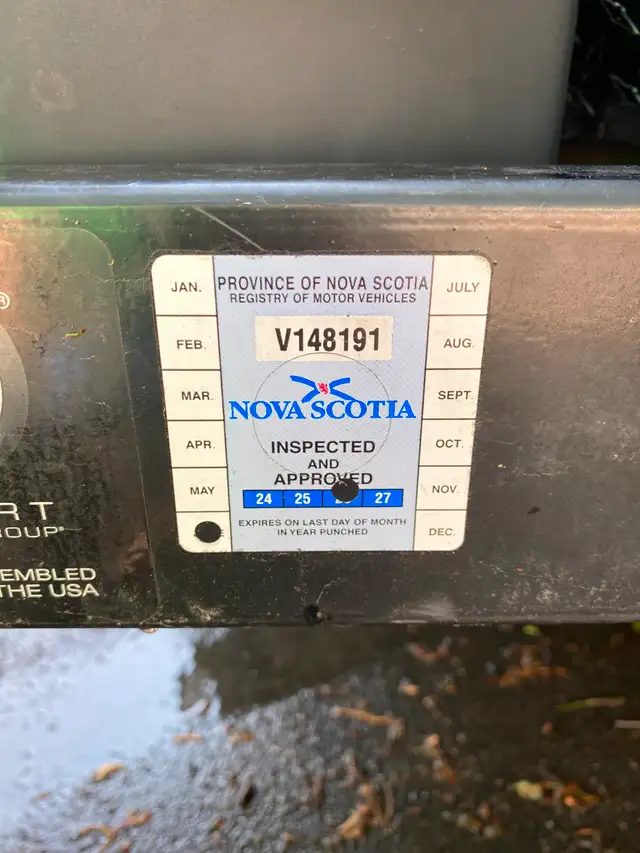 PROVINCE OF NOVA SCOTIA
REGISTRY OF MOTOR VEHICLES
V148191
NOVA SCOTIA
INSPECTED
AND
APPROVED
24 25 27
EXPIRES ON LAST DAY OF MONTH
IN YEAR PUNCHED
JAN.
FEB.
MAR.
APR.
MAY
JULY
AUG.
SEPT.
OCT.
NOV.
DEC.
®
RT
GROUP®
SEMBLED
THE USA